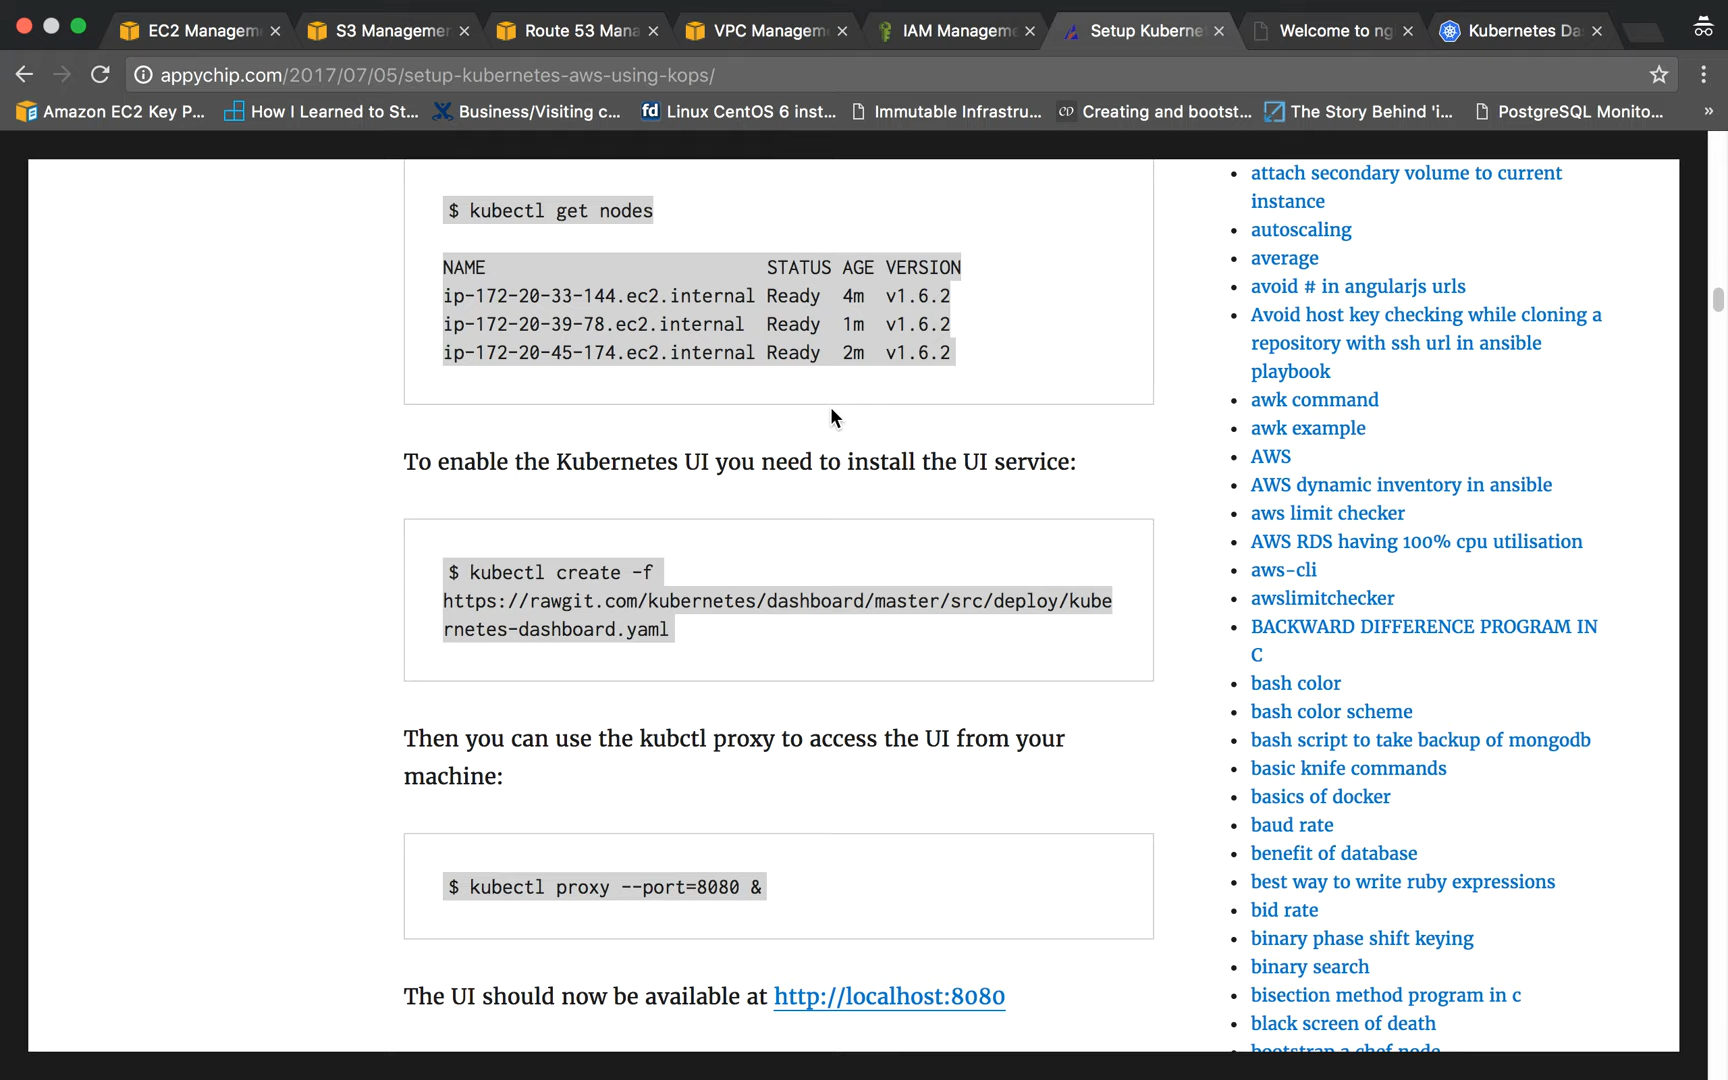 EC2 Managem
S3 Managemer
Route 53 Mana
VPC Managem
IAM Managem
Setup Kuberne
Welcome to ng
Kubernetes Da
appychip.com/2017/07/05/setup-kubernetes-aws-using-kops/
Amazon EC2 Key P...
How I Learned to St...
Business/Visiting c...
fd Linux CentOS 6 inst...
Immutable Infrastru...
CD Creating and bootst...
The Story Behind 'i...
PostgreSQL Monito...
»
$ kubectl get nodes
NAME STATUS AGE VERSION
ip-172-20-33-144.ec2.internal Ready 4m v1.6.2
ip-172-20-39-78.ec2.internal Ready 1m v1.6.2
ip-172-20-45-174.ec2.internal Ready 2m v1.6.2
To enable the Kubernetes UI you need to install the UI service:
$ kubectl create -f
https://rawgit.com/kubernetes/dashboard/master/src/deploy/kube
rnetes-dashboard.yaml
Then you can use the kubctl proxy to access the UI from your
machine:
$ kubectl proxy --port=8080 &
The UI should now be available at http://localhost:8080
attach secondary volume to current
instance
autoscaling
average
avoid # in angularjs urls
Avoid host key checking while cloning a
repository with ssh url in ansible
playbook
awk command
awk example
AWS
AWS dynamic inventory in ansible
aws limit checker
AWS RDS having 100% cpu utilisation
aws-cli
awslimitchecker
BACKWARD DIFFERENCE PROGRAM IN
C
bash color
bash color scheme
bash script to take backup of mongodb
basic knife commands
basics of docker
baud rate
benefit of database
best way to write ruby expressions
bid rate
binary phase shift keying
binary search
bisection method program in c
black screen of death
bootstrap a chef node